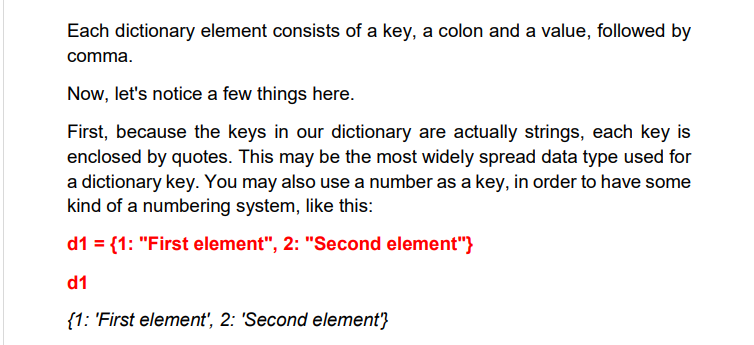 Each dictionary element consists of a key, a colon and a value, followed by
comma.
Now, let's notice a few things here.
First, because the keys in our dictionary are actually strings, each key is
enclosed by quotes. This may be the most widely spread data type used for
a dictionary key. You may also use a number as a key, in order to have some
kind of a numbering system, like this:
d1 = {1: "First element", 2: "Second element"}
d1
{1: 'First element', 2: 'Second element'}